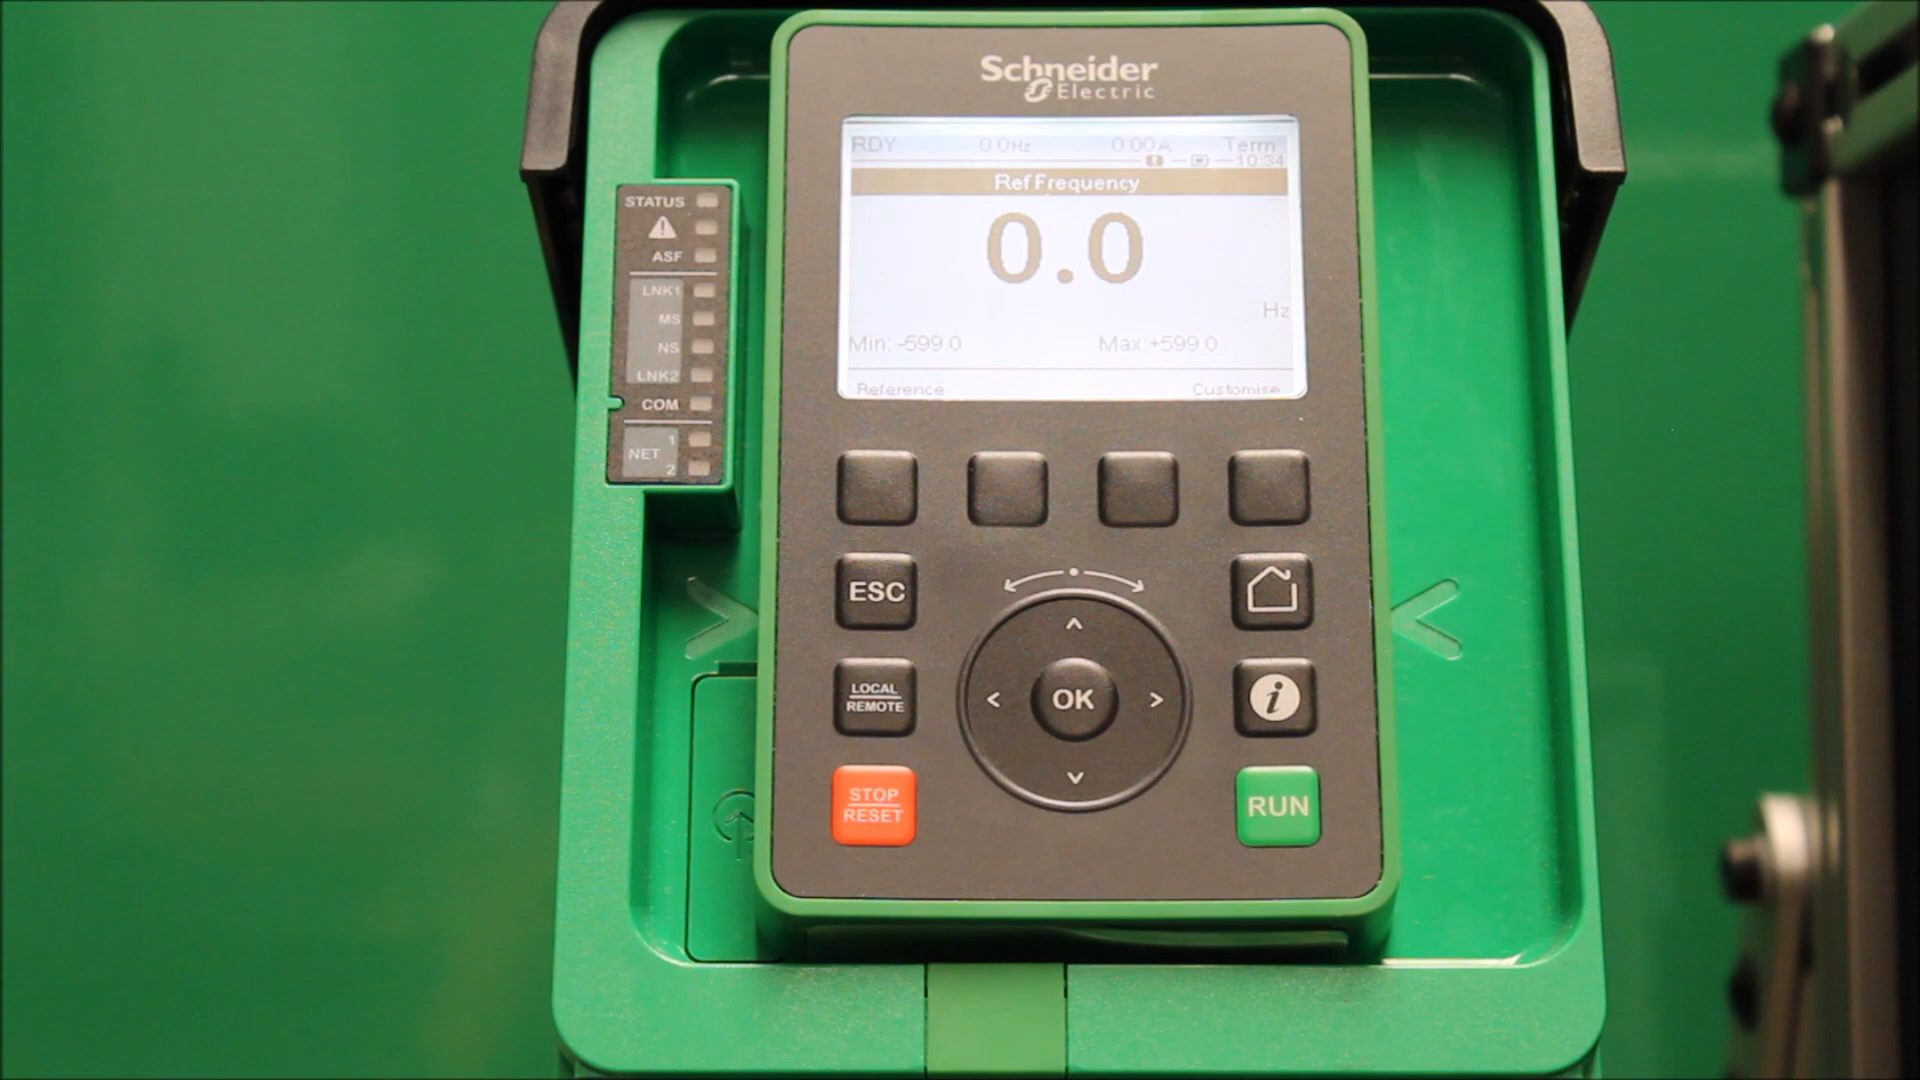 Schneider
Electric
RDY 0.0Hz 0.00A Term
10:34
Ref Frequency
0.0
Hz
Min: -599.0 Max:+599.0
Reference Customise
STATUS
ASF
LNK1
MS
NS
LNK2
COM
NET 1
2
ESC
LOCAL
REMOTE
OK
i
STOP
RESET
RUN